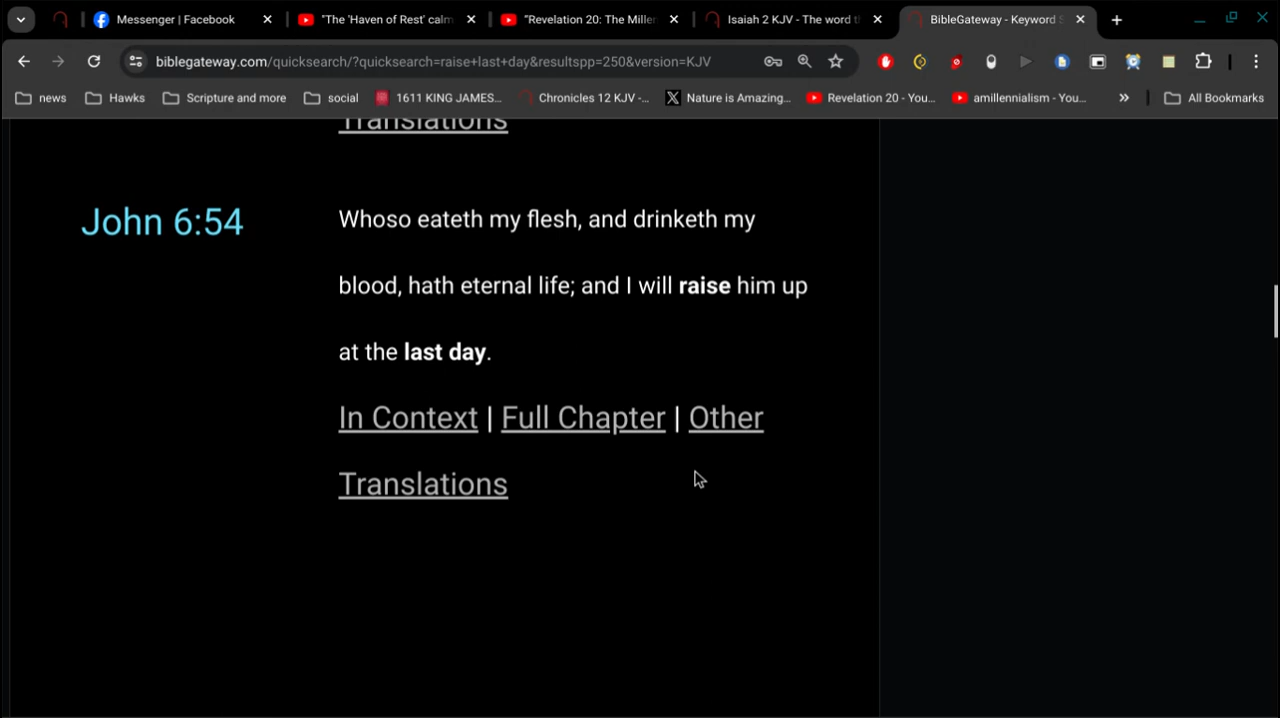 Messenger | Facebook
"The 'Haven of Rest' calm
"Revelation 20: The Miller
Isaiah 2 KJV - The word t
BibleGateway - Keyword S
biblegateway.com/quicksearch/?quicksearch=raise+last+day&resultspp=250&version=KJV
news
Hawks
Scripture and more
social
1611 KING JAMES...
Chronicles 12 KJV -...
Nature is Amazing...
Revelation 20 - You...
amillennialism - You...
»
All Bookmarks
Translations
John 6:54
Whoso eateth my flesh, and drinketh my
blood, hath eternal life; and I will raise him up
at the last day.
In Context | Full Chapter | Other
Translations